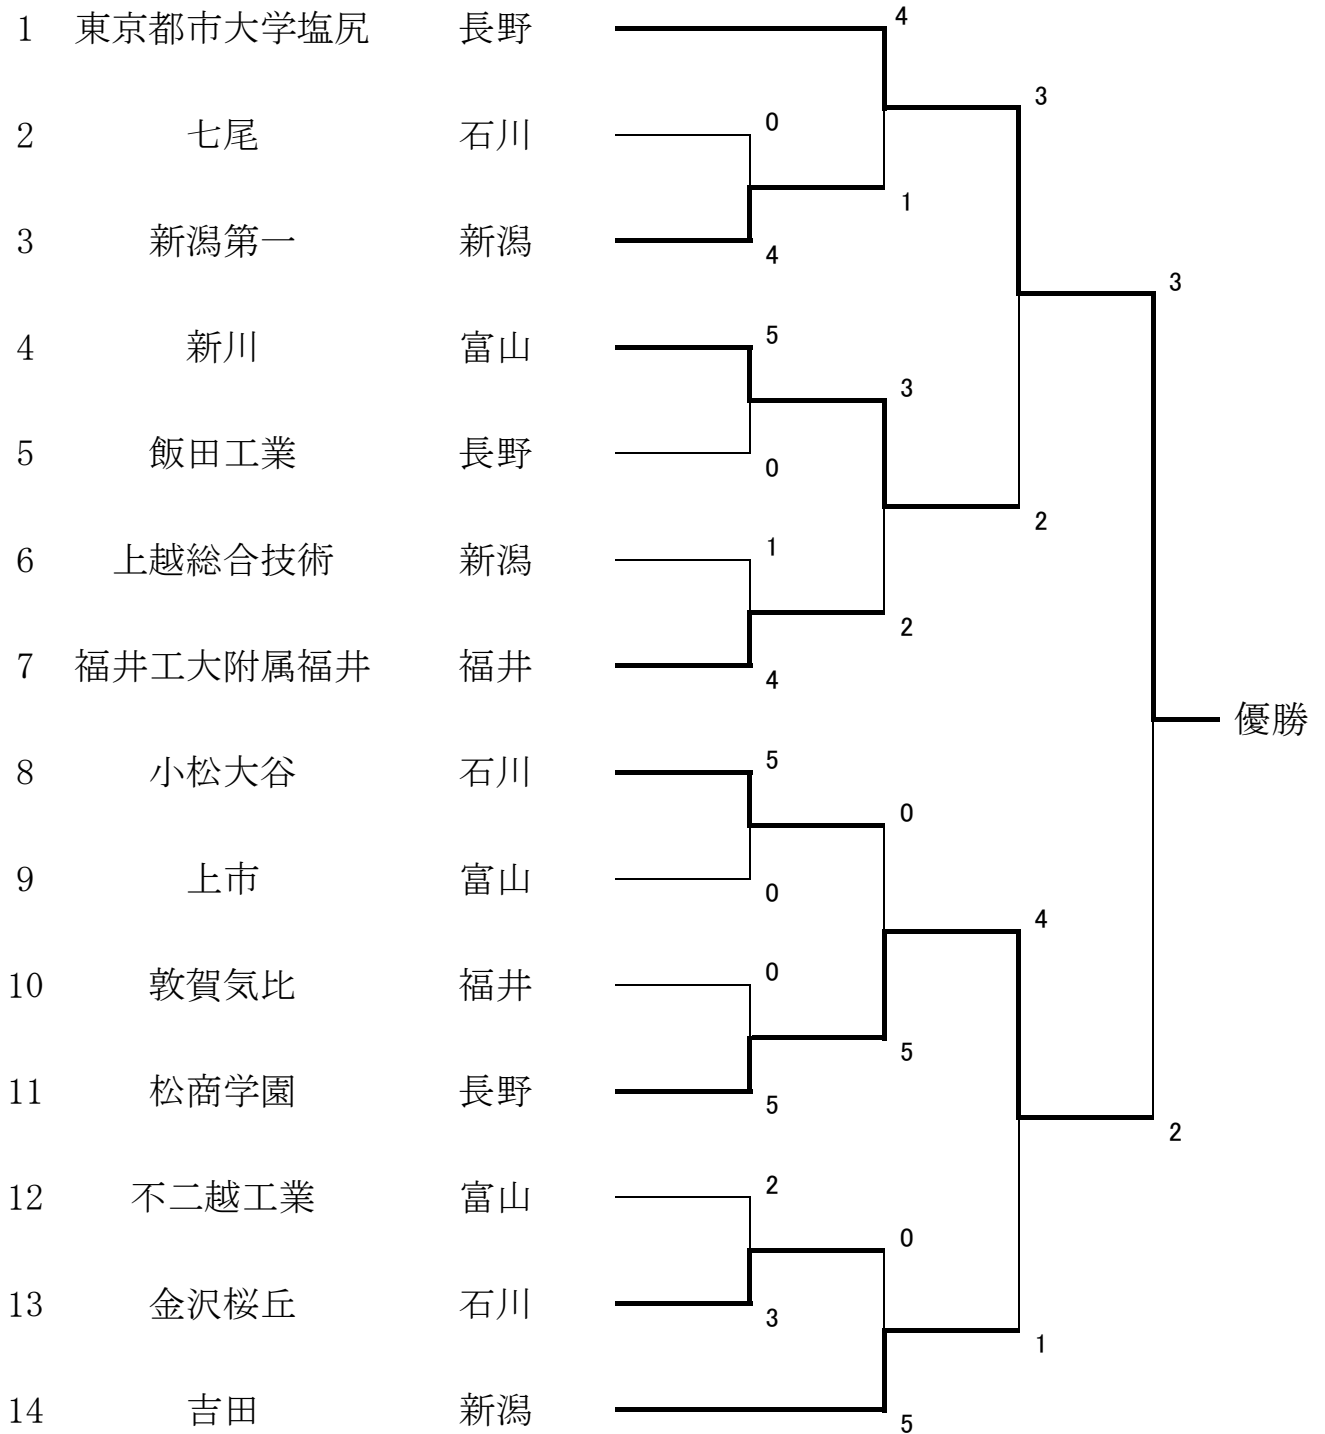 1 東京都市大学塩尻 長野 4
3
2 七尾 石川 0
1
3 新潟第一 新潟 4
3
4 新川 富山 5
3
5 飯田工業 長野 0
2
6 上越総合技術 新潟 1
2
7 福井工大附属福井 福井 4
優勝
8 小松大谷 石川 5
0
9 上市 富山 0
4
10 敦賀気比 福井 0
5
11 松商学園 長野 5
2
12 不二越工業 富山 2
0
13 金沢桜丘 石川 3
1
14 吉田 新潟 5